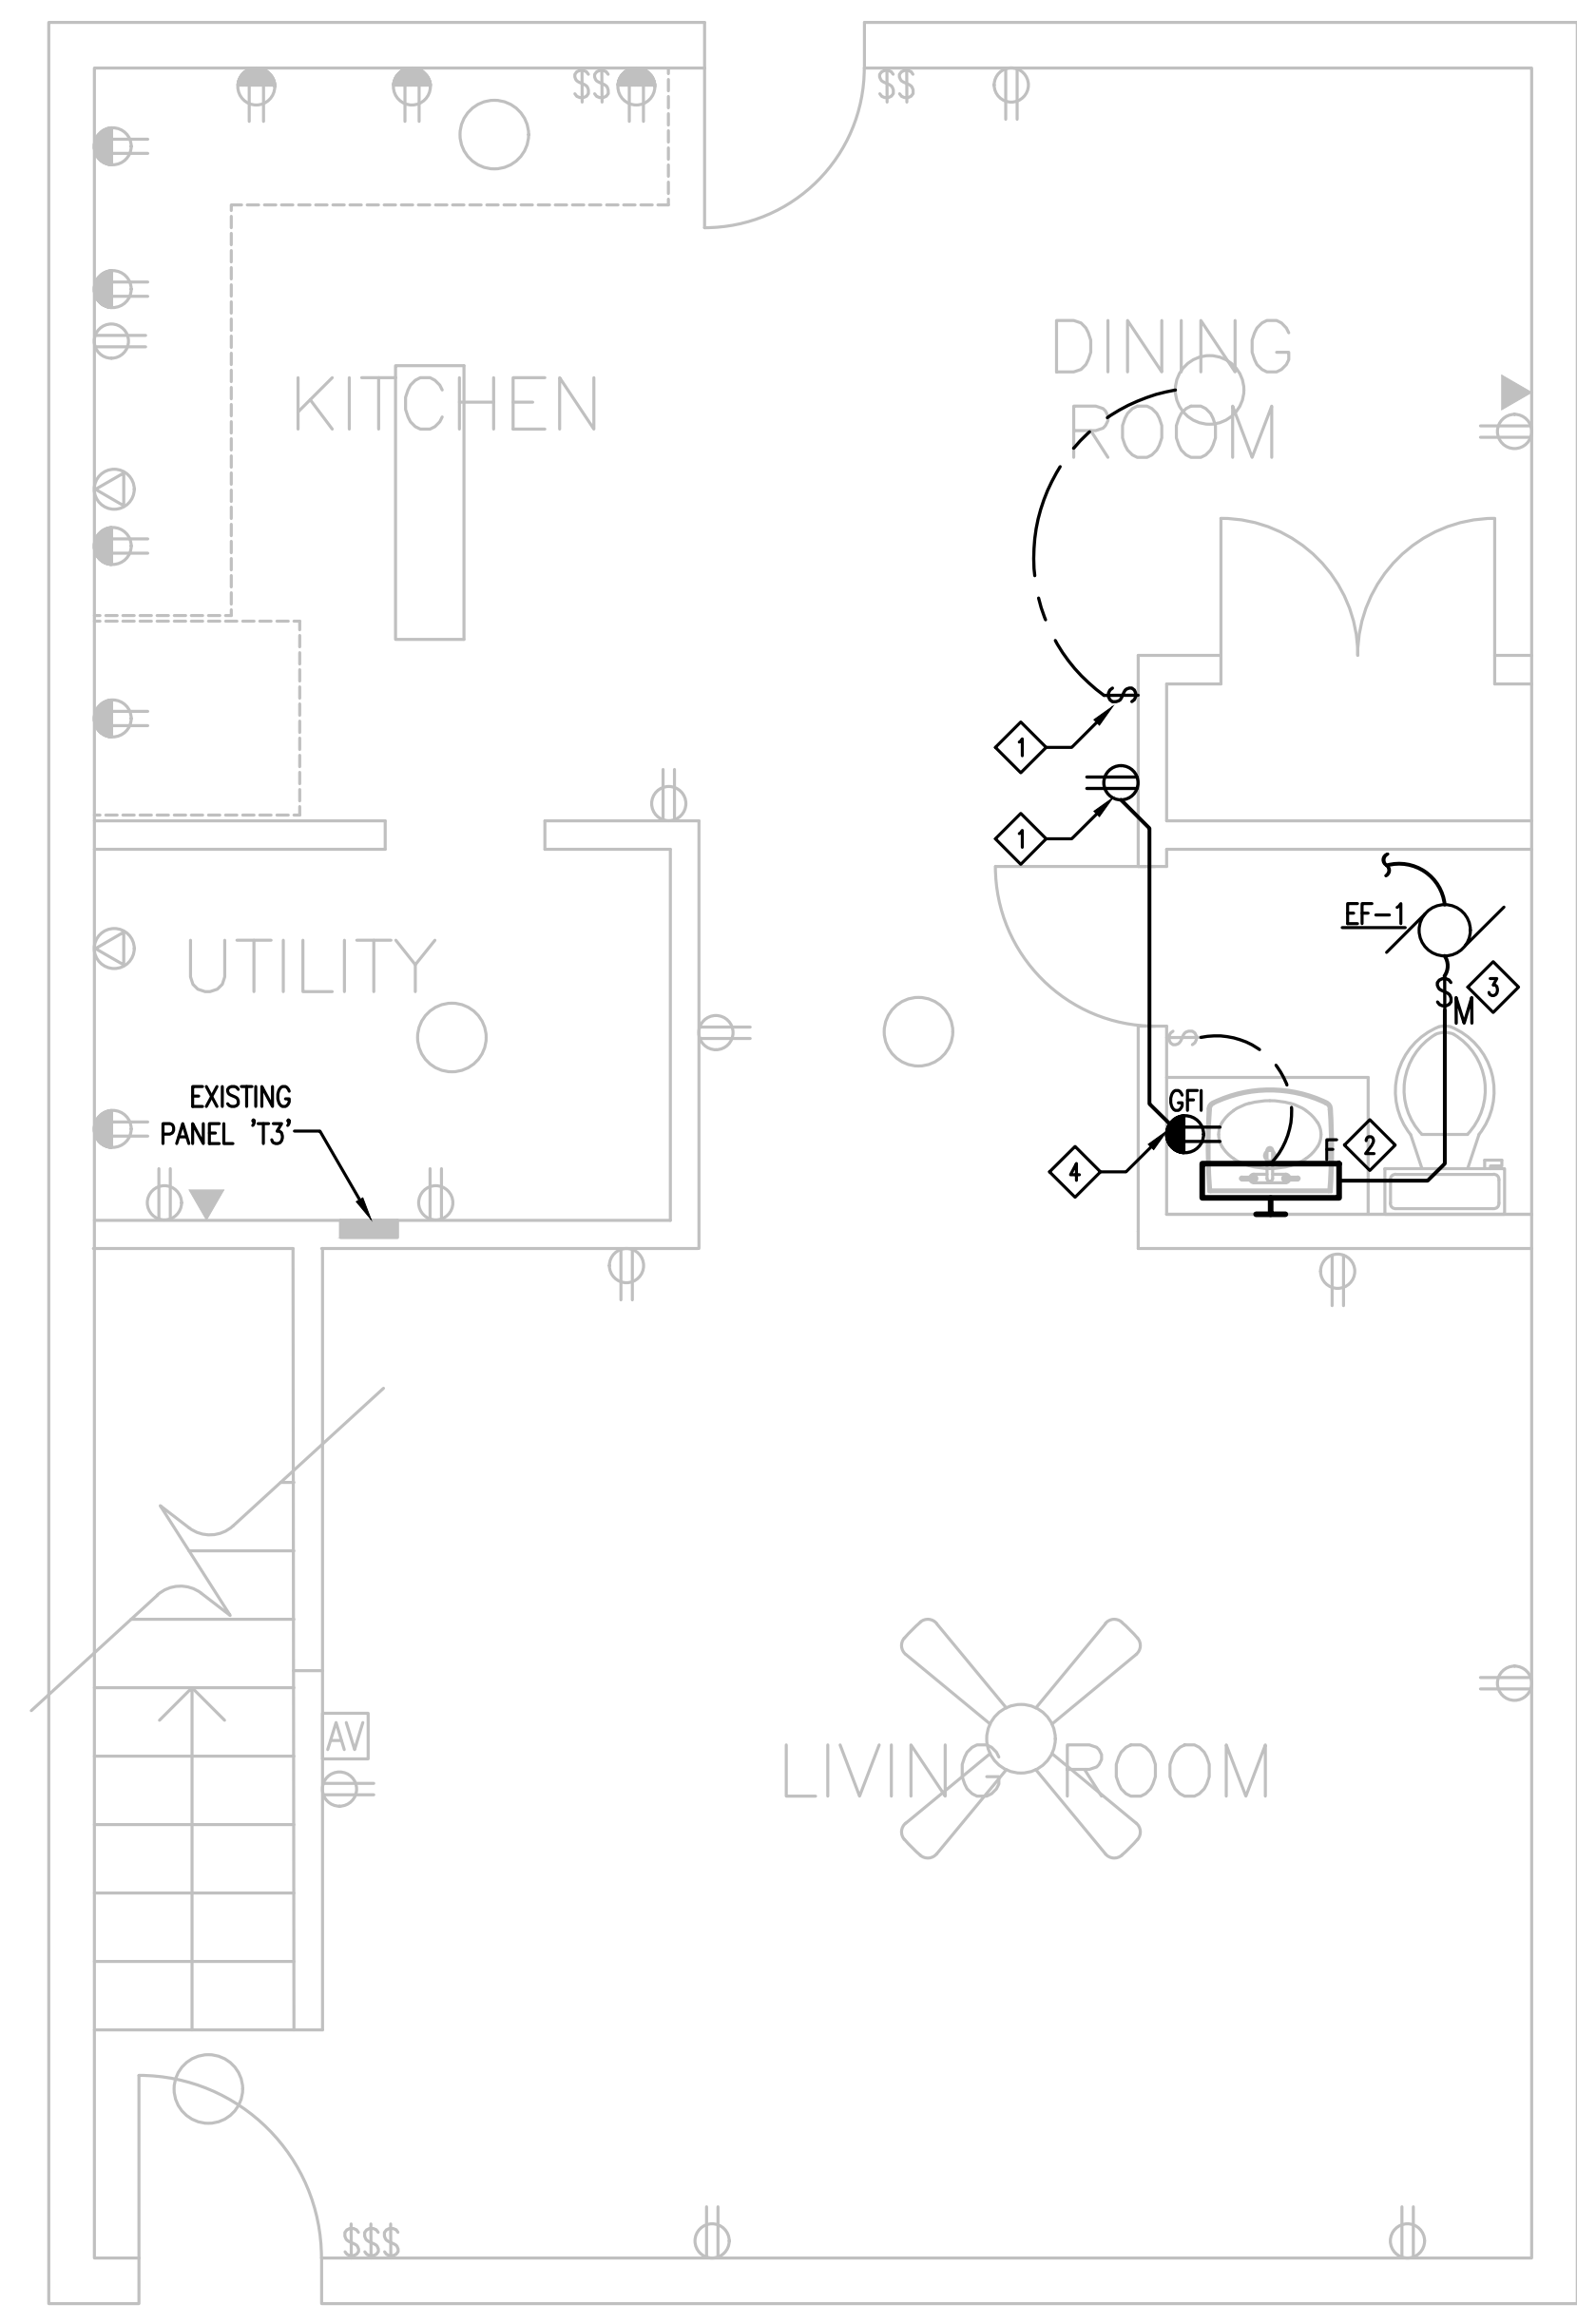 $$
$$
DINING
ROOM
KITCHEN
$
1
1
EF-1
UTILITY
3
$M
$
EXISTING
PANEL 'T3'
GFI
F
2
4
AV
LIVING ROOM
$$$